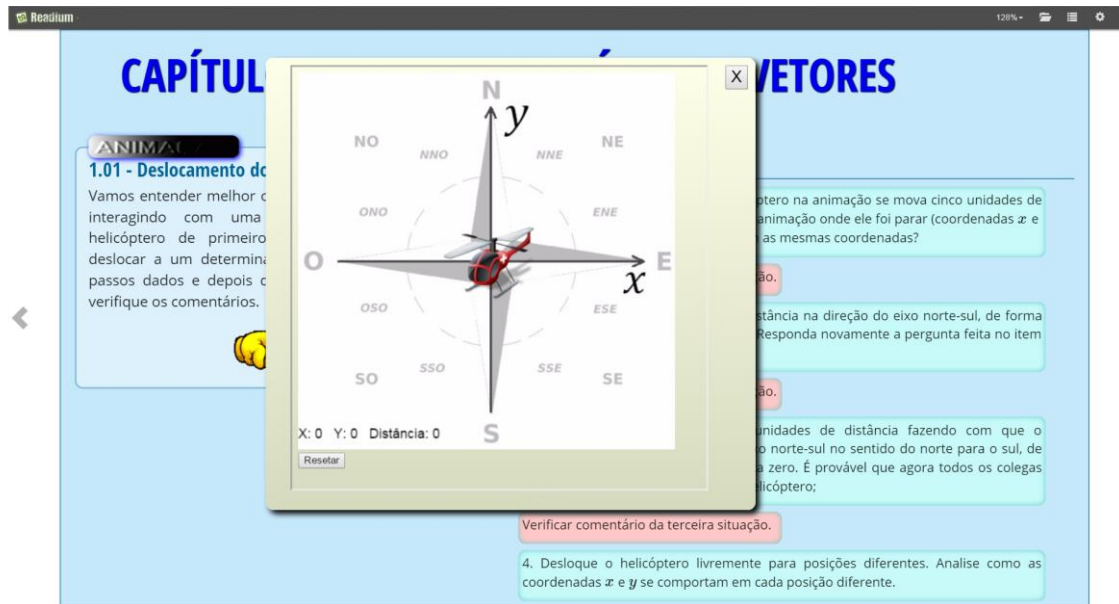 Readium
128%
CAPÍTUL
VETORES
ANIMA
1.01 - Deslocamento do
Vamos entender melhor
interagindo com uma
helicóptero de primeiro
deslocar a um determina
passos dados e depois
verifique os comentários.
X
N
y
NO
NNO
NNE
NE
ONO
ENE
O
E
x
OSO
ESE
SO
SSO
SSE
SE
S
X: 0 Y: 0 Distância: 0
Resetar
ptero na animação se mova cinco unidades de
animação onde ele foi parar (coordenadas x e
as mesmas coordenadas?
ão.
stância na direção do eixo norte-sul, de forma
Responda novamente a pergunta feita no item
ão.
unidades de distância fazendo com que o
o norte-sul no sentido do norte para o sul, de
a zero. É provável que agora todos os colegas
licóptero;
Verificar comentário da terceira situação.
4. Desloque o helicóptero livremente para posições diferentes. Analise como as
coordenadas x e y se comportam em cada posição diferente.